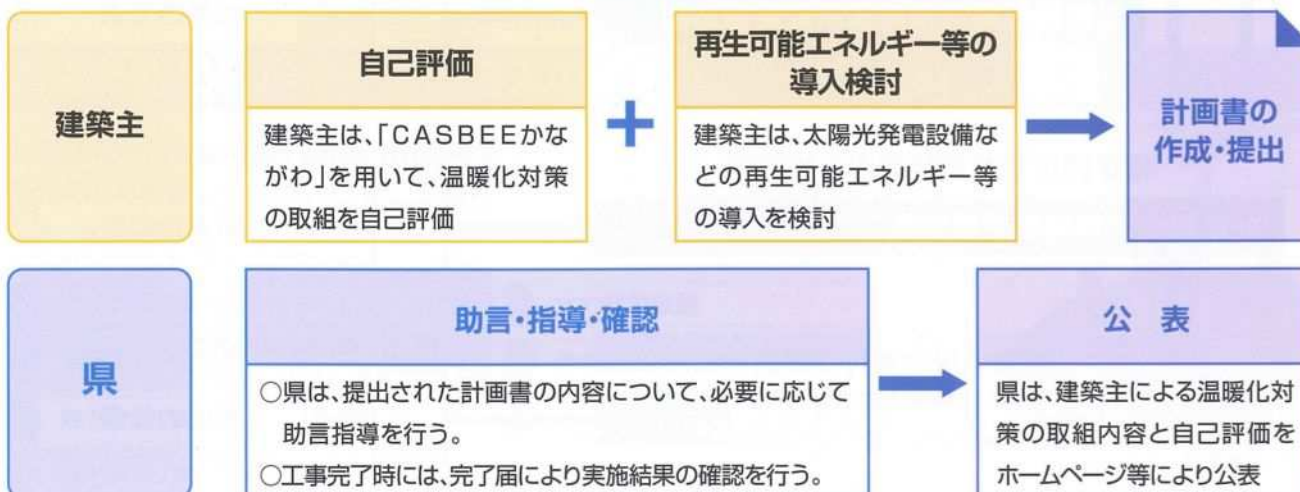 建築主
自己評価
建築主は、「CASBEEかな
がわ」を用いて、温暖化対策
の取組を自己評価
+
再生可能エネルギー等の
導入検討
建築主は、太陽光発電設備な
どの再生可能エネルギー等
の導入を検討
計画書の
作成・提出
県
助言・指導・確認
○県は、提出された計画書の内容について、必要に応じて
助言指導を行う。
○工事完了時には、完了届により実施結果の確認を行う。
公 表
県は、建築主による温暖化対
策の取組内容と自己評価を
ホームページ等により公表